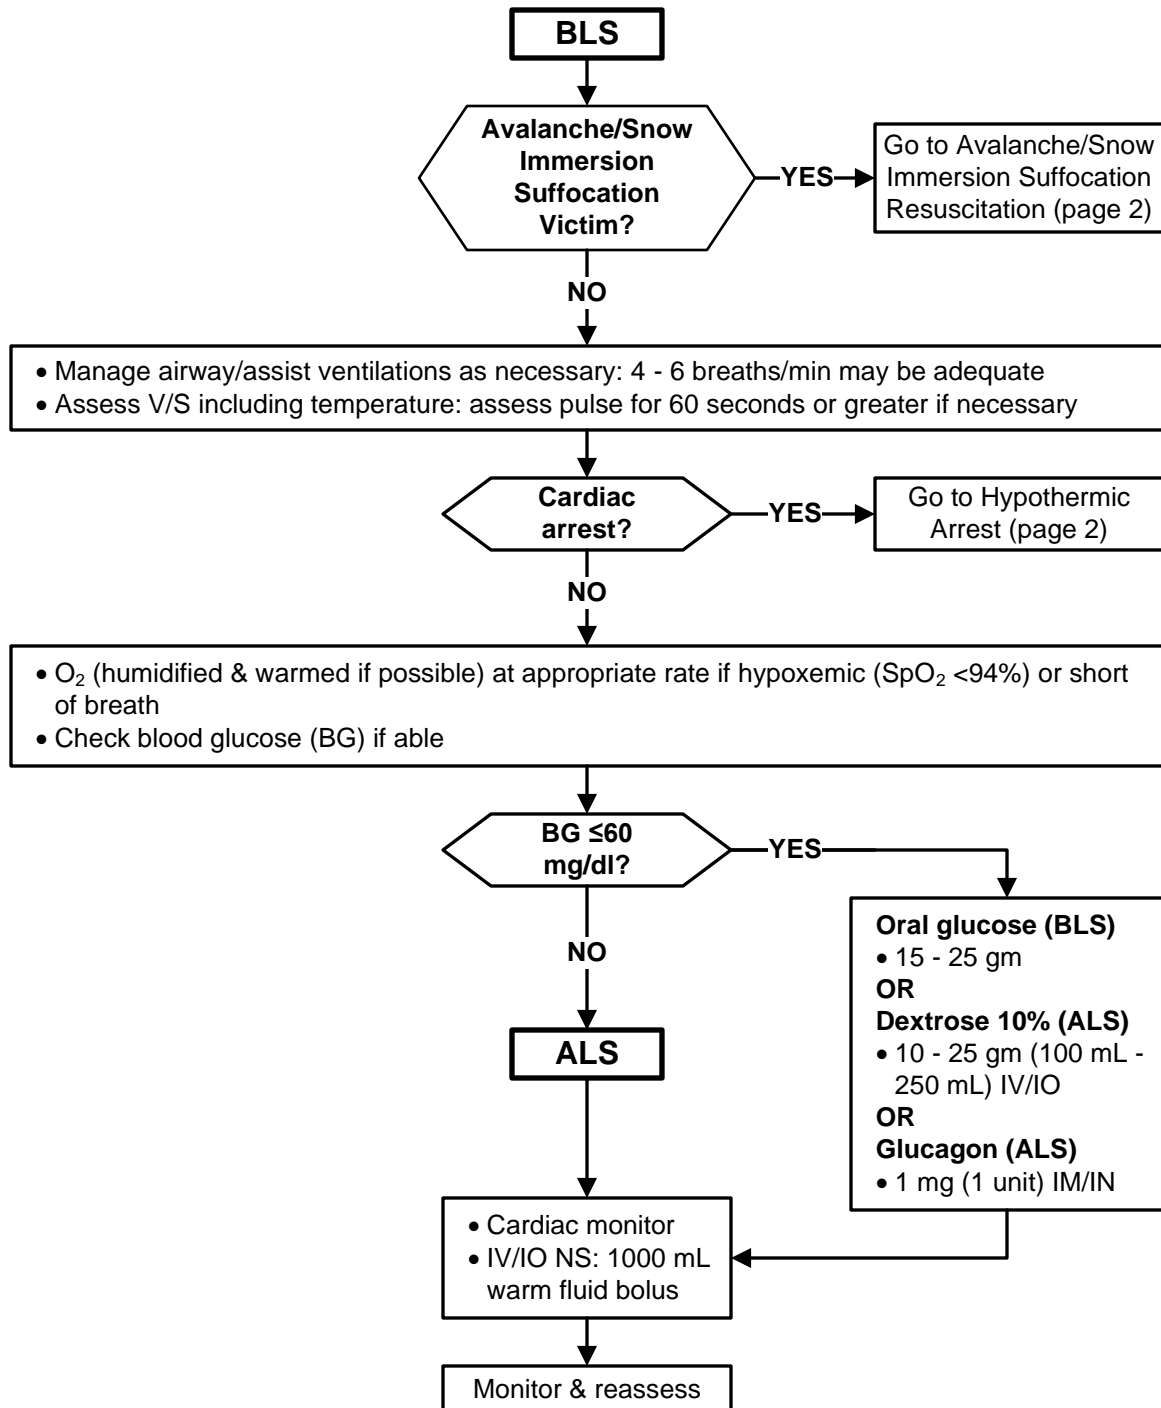 BLS
Avalanche/Snow
Immersion
Suffocation
Victim?
YES
Go to Avalanche/Snow
Immersion Suffocation
Resuscitation (page 2)
NO
• Manage airway/assist ventilations as necessary: 4 - 6 breaths/min may be adequate
• Assess V/S including temperature: assess pulse for 60 seconds or greater if necessary
Cardiac
arrest?
YES
Go to Hypothermic
Arrest (page 2)
NO
• O₂ (humidified & warmed if possible) at appropriate rate if hypoxemic (SpO₂ <94%) or short
of breath
• Check blood glucose (BG) if able
BG ≤60
mg/dl?
YES
Oral glucose (BLS)
• 15 - 25 gm
OR
Dextrose 10% (ALS)
• 10 - 25 gm (100 mL -
250 mL) IV/IO
OR
Glucagon (ALS)
• 1 mg (1 unit) IM/IN
NO
ALS
• Cardiac monitor
• IV/IO NS: 1000 mL
warm fluid bolus
Monitor & reassess